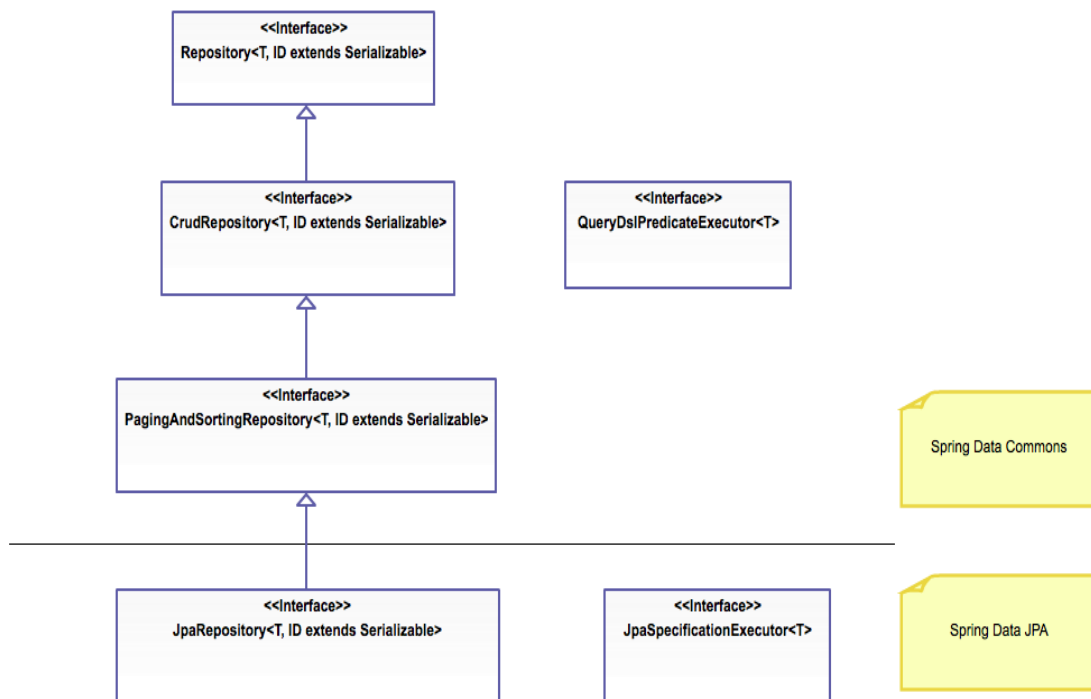 <<Interface>>
Repository<T, ID extends Serializable>
<<Interface>>
CrudRepository<T, ID extends Serializable>
<<Interface>>
QueryDslPredicateExecutor<T>
<<Interface>>
PagingAndSortingRepository<T, ID extends Serializable>
Spring Data Commons
<<Interface>>
JpaRepository<T, ID extends Serializable>
<<Interface>>
JpaSpecificationExecutor<T>
Spring Data JPA